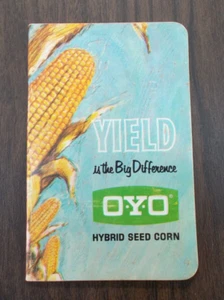 YIELD
is the Big Difference
O-Y-O
HYBRID SEED CORN